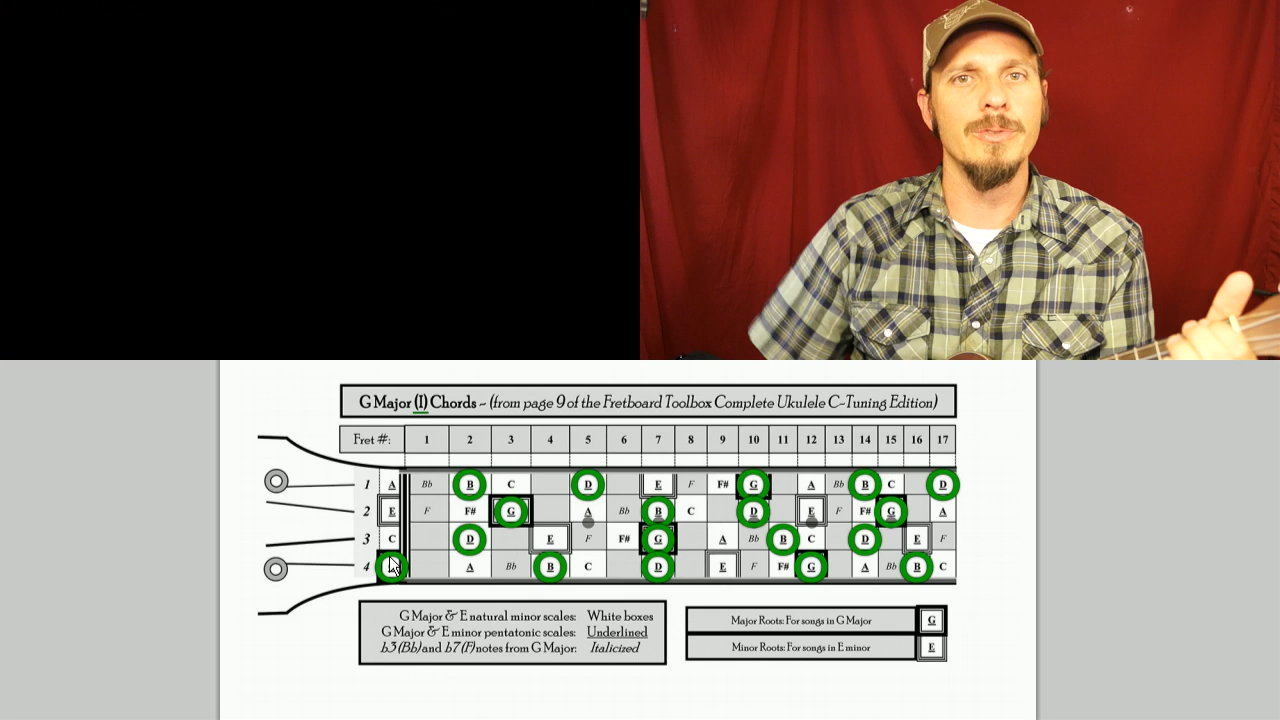 G Major (I) Chords ~ (from page 9 of the Fretboard Toolbox Complete Ukulele C-Tuning Edition)
Fret #: 1 2 3 4 5 6 7 8 9 10 11 12 13 14 15 16 17
1 A Bb B C D E F F# G A Bb B C D
2 E F F# G A Bb B C D E F F# G A
3 C D E F F# G A Bb B C D E F
4 A Bb B C D E F F# G A Bb B C
G Major & E natural minor scales: White boxes
G Major & E minor pentatonic scales: Underlined
b3 (Bb) and b7 (F) notes from G Major: Italicized
Major Roots: For songs in G Major G
Minor Roots: For songs in E minor E